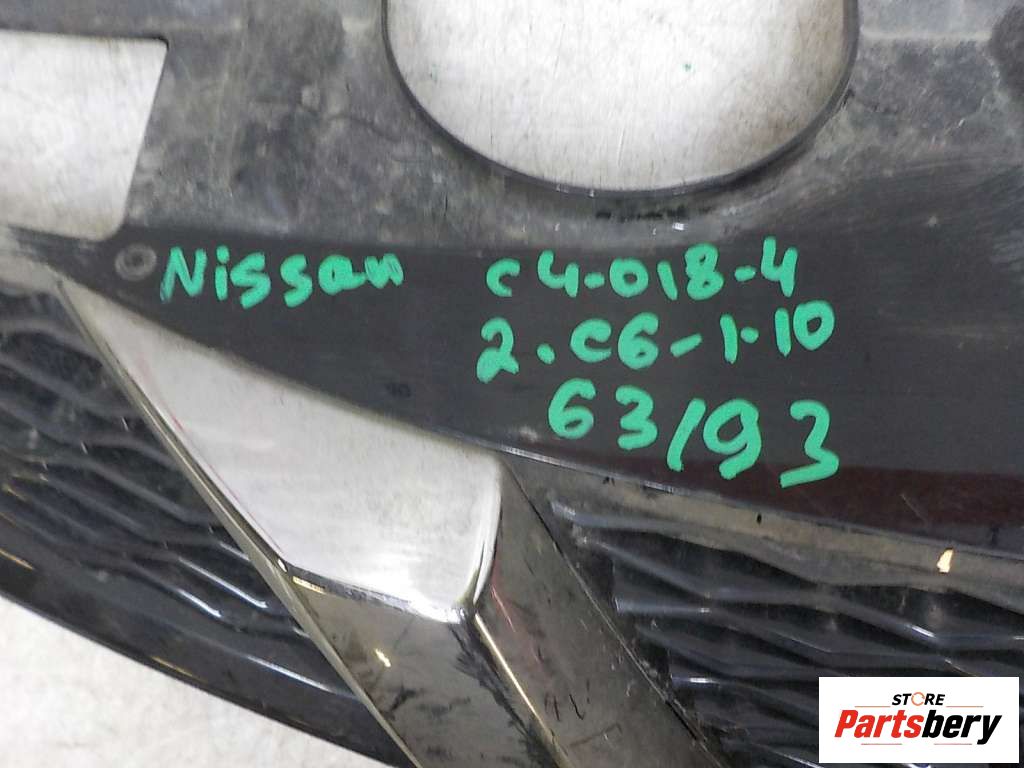 Nissan c4-018-4
2.c6-1.10
63/93
STORE
Partsbery